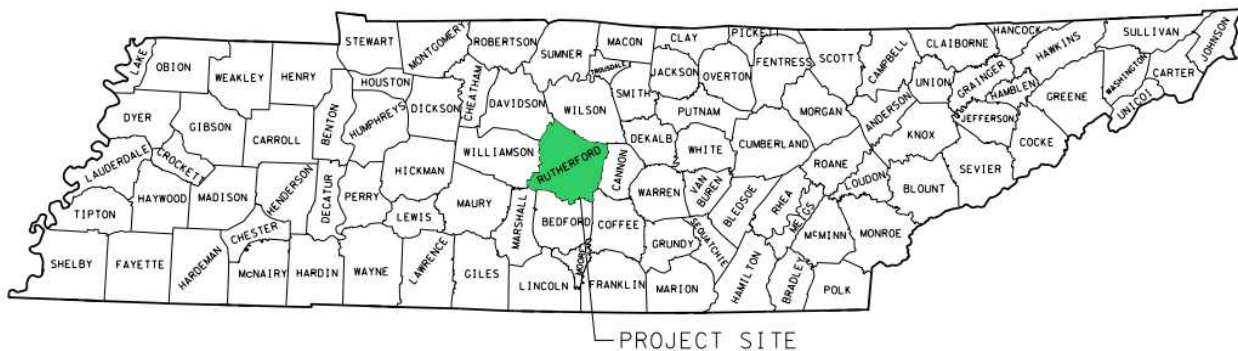 LAKE
OBION
WEAKLEY
HENRY
STEWART
MONTGOMERY
ROBERTSON
SUMNER
MACON
TROUSDALE
CLAY
PICKETT
JACKSON
OVERTON
FENTRESS
SCOTT
CAMPBELL
CLAIBORNE
HANCOCK
HAWKINS
SULLIVAN
JOHNSON
CARTER
WASHINGTON
UNICOI
GREENE
HAMBLEN
GRAINGER
UNION
JEFFERSON
COCKE
SEVIER
KNOX
ANDERSON
MORGAN
PUTNAM
SMITH
WILSON
DAVIDSON
CHEATHAM
DICKSON
HOUSTON
HUMPHREYS
BENTON
CARROLL
GIBSON
DYER
LAUDERDALE
CROCKETT
TIPTON
HAYWOOD
MADISON
HENDERSON
DECATUR
PERRY
HICKMAN
WILLIAMSON
RUTHERFORD
CANNON
DEKALB
WHITE
CUMBERLAND
ROANE
LOUDON
BLOUNT
MONROE
McMINN
MEIGS
RHEA
BLEDSOE
VAN
BUREN
WARREN
COFFEE
BEDFORD
MARSHALL
MAURY
LEWIS
CHESTER
SHELBY
FAYETTE
HARDEMAN
McNAIRY
HARDIN
WAYNE
LAWRENCE
GILES
LINCOLN
MOORE
FRANKLIN
MARION
GRUNDY
SEQUATCHIE
HAMILTON
BRADLEY
POLK
PROJECT SITE